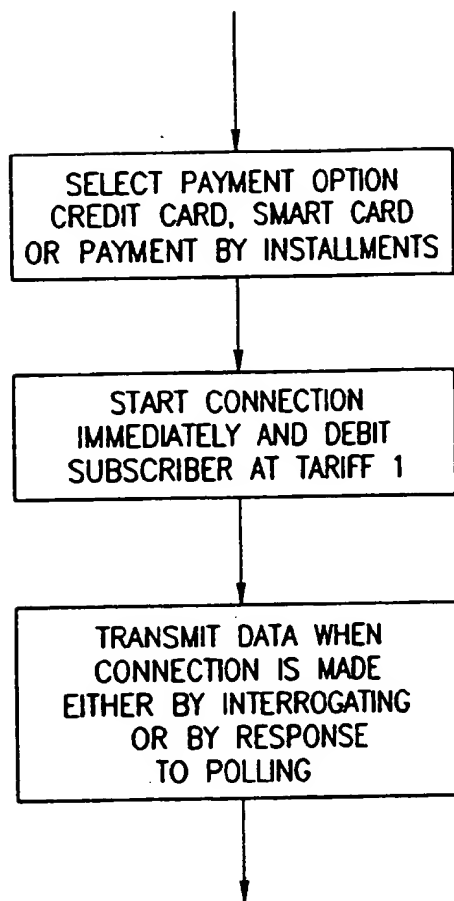 SELECT PAYMENT OPTION
CREDIT CARD, SMART CARD
OR PAYMENT BY INSTALLMENTS
START CONNECTION
IMMEDIATELY AND DEBIT
SUBSCRIBER AT TARIFF 1
TRANSMIT DATA WHEN
CONNECTION IS MADE
EITHER BY INTERROGATING
OR BY RESPONSE
TO POLLING